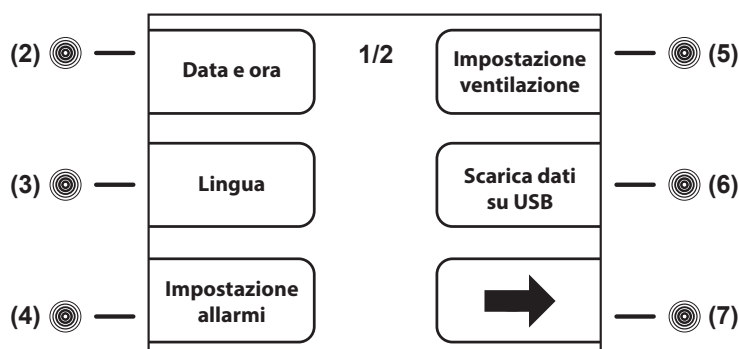 (2)
Data e ora
1/2
Impostazione
ventilazione
(5)
(3)
Lingua
Scarica dati
su USB
(6)
(4)
Impostazione
allarmi
(7)